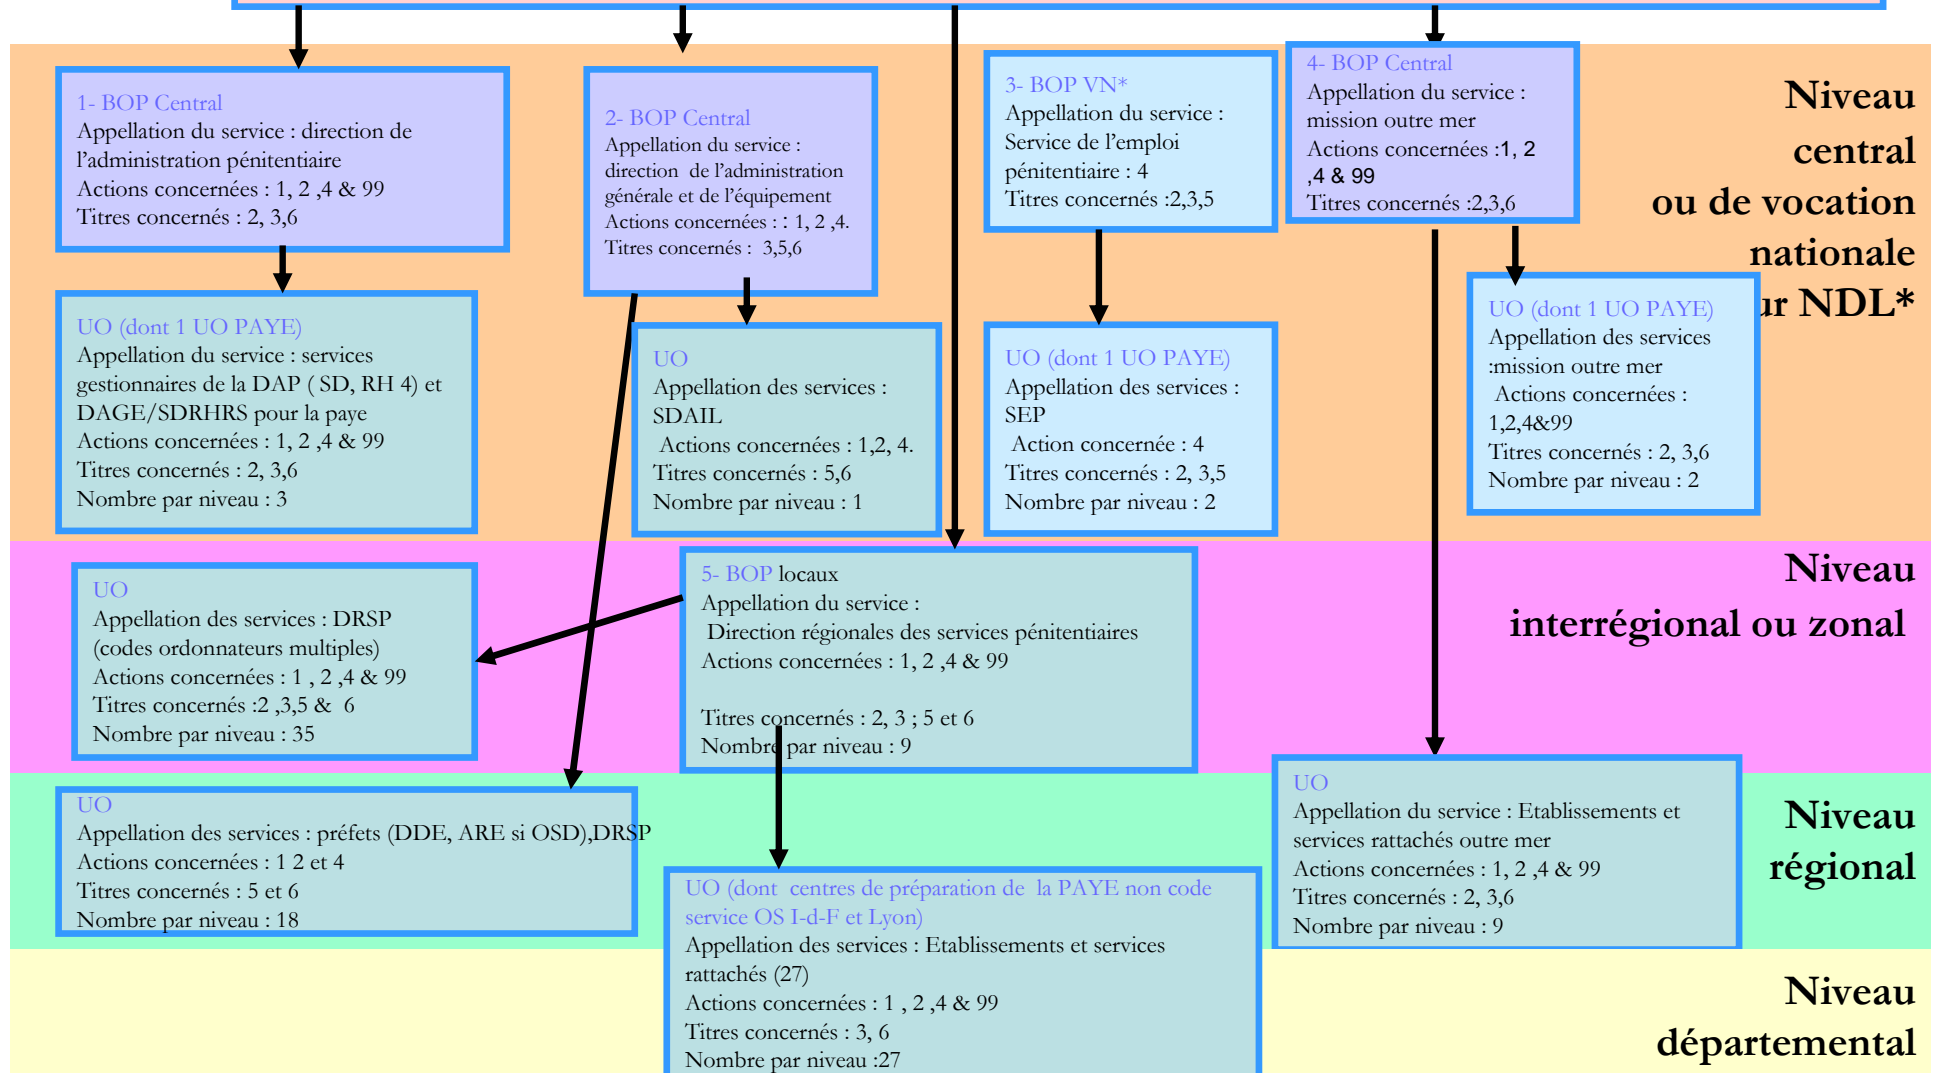 1- BOP Central
Appellation du service : direction de
l'administration pénitentiaire
Actions concernées : 1, 2 ,4 & 99
Titres concernés : 2, 3,6
2- BOP Central
Appellation du service :
direction de l'administration
générale et de l'équipement
Actions concernées : : 1, 2 ,4.
Titres concernés : 3,5,6
3- BOP VN*
Appellation du service :
Service de l'emploi
pénitentiaire : 4
Titres concernés :2,3,5
4- BOP Central
Appellation du service :
mission outre mer
Actions concernées :1, 2
,4 & 99
Titres concernés :2,3,6
Niveau
central
ou de vocation
nationale
ur NDL*
UO (dont 1 UO PAYE)
Appellation du service : services
gestionnaires de la DAP ( SD, RH 4) et
DAGE/SDRHRS pour la paye
Actions concernées : 1, 2 ,4 & 99
Titres concernés : 2, 3,6
Nombre par niveau : 3
UO
Appellation des services :
SDAIL
Actions concernées : 1,2, 4.
Titres concernés : 5,6
Nombre par niveau : 1
UO (dont 1 UO PAYE)
Appellation des services :
SEP
Action concernée : 4
Titres concernés : 2, 3,5
Nombre par niveau : 2
UO (dont 1 UO PAYE)
Appellation des services
:mission outre mer
Actions concernées :
1,2,4&99
Titres concernés : 2, 3,6
Nombre par niveau : 2
Niveau
interrégional ou zonal
UO
Appellation des services : DRSP
(codes ordonnateurs multiples)
Actions concernées : 1 , 2 ,4 & 99
Titres concernés :2 ,3,5 & 6
Nombre par niveau : 35
5- BOP locaux
Appellation du service :
Direction régionales des services pénitentiaires
Actions concernées : 1, 2 ,4 & 99
Titres concernés : 2, 3 ; 5 et 6
Nombre par niveau : 9
Niveau
régional
UO
Appellation des services : préfets (DDE, ARE si OSD),DRSP
Actions concernées : 1 2 et 4
Titres concernés : 5 et 6
Nombre par niveau : 18
UO
Appellation du service : Etablissements et
services rattachés outre mer
Actions concernées : 1, 2 ,4 & 99
Titres concernés : 2, 3,6
Nombre par niveau : 9
UO (dont centres de préparation de la PAYE non code
service OS I-d-F et Lyon)
Appellation des services : Etablissements et services
rattachés (27)
Actions concernées : 1 , 2 ,4 & 99
Titres concernés : 3, 6
Nombre par niveau :27
Niveau
départemental